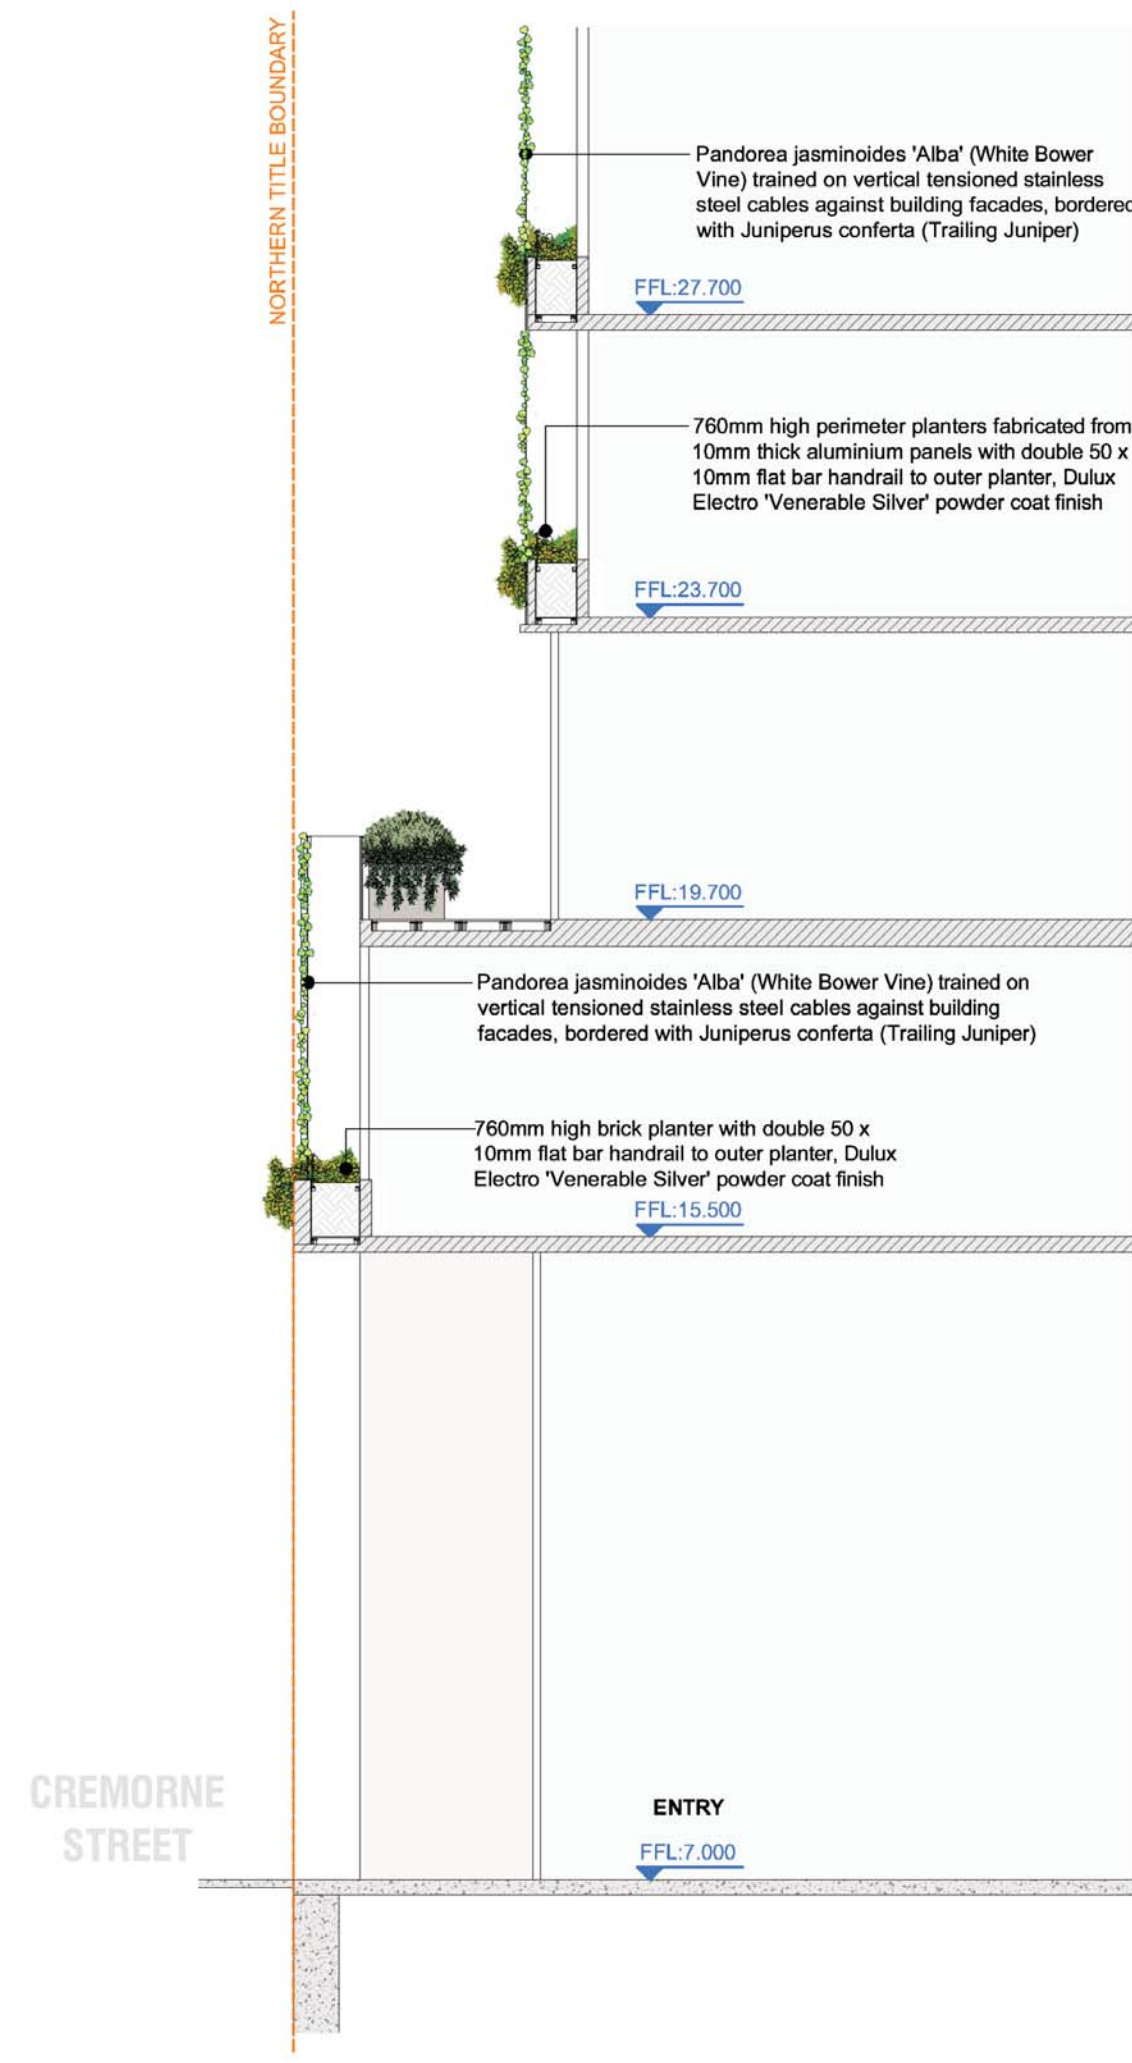 NORTHERN TITLE BOUNDARY
Pandorea jasminoides 'Alba' (White Bower
Vine) trained on vertical tensioned stainless
steel cables against building facades, bordered
with Juniperus conferta (Trailing Juniper)
FFL:27.700
760mm high perimeter planters fabricated from
10mm thick aluminium panels with double 50 x
10mm flat bar handrail to outer planter, Dulux
Electro 'Venerable Silver' powder coat finish
FFL:23.700
FFL:19.700
Pandorea jasminoides 'Alba' (White Bower Vine) trained on
vertical tensioned stainless steel cables against building
facades, bordered with Juniperus conferta (Trailing Juniper)
760mm high brick planter with double 50 x
10mm flat bar handrail to outer planter, Dulux
Electro 'Venerable Silver' powder coat finish
FFL:15.500
CREMORNE
STREET
ENTRY
FFL:7.000